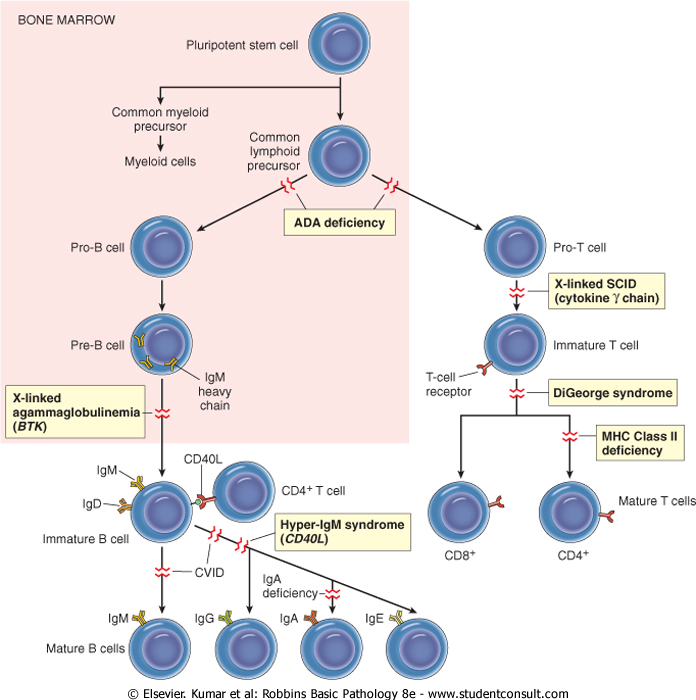 BONE MARROW
Pluripotent stem cell
Common myeloid
precursor
Myeloid cells
Common
lymphoid
precursor
ADA deficiency
Pro-B cell
Pro-T cell
X-linked SCID
(cytokine γ chain)
Pre-B cell
IgM
heavy
chain
Immature T cell
T-cell
receptor
X-linked
agammaglobulinemia
(BTK)
DiGeorge syndrome
MHC Class II
deficiency
IgM
IgD
CD40L
CD4+ T cell
Immature B cell
Hyper-IgM syndrome
(CD40L)
Mature T cells
CD8+
CD4+
CVID
IgA
deficiency
IgM
IgG
IgA
IgE
Mature B cells
© Elsevier. Kumar et al: Robbins Basic Pathology 8e - www.studentconsult.com